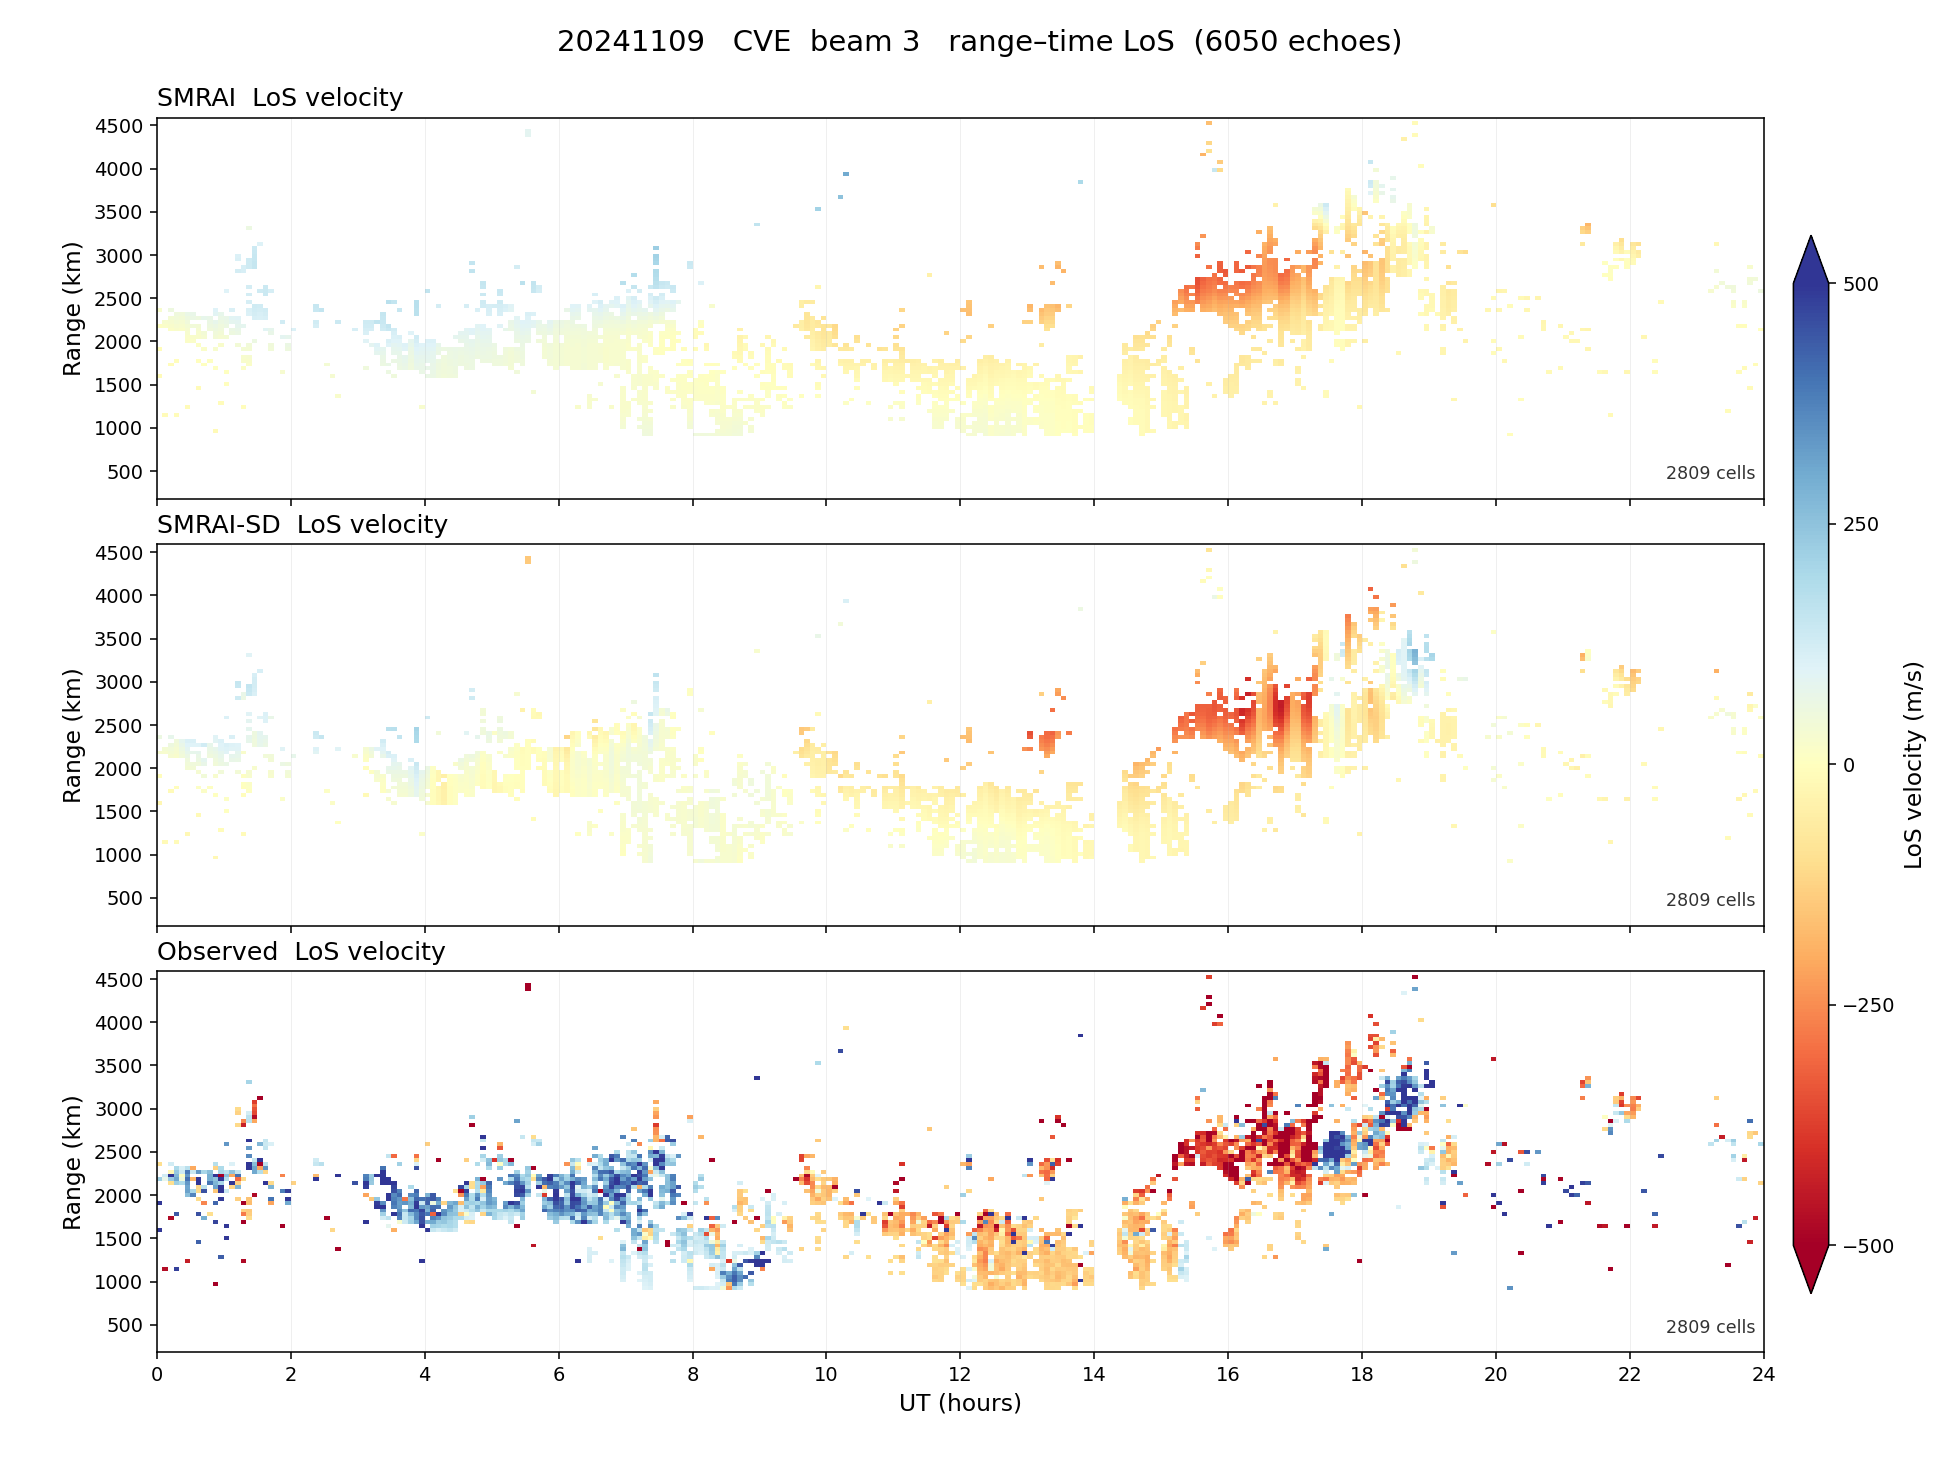 20241109   CVE  beam 3   range–time LoS  (6050 echoes)
SMRAI  LoS velocity
4500
4000
3500
3000
2500
2000
1500
1000
500
Range (km)
2809 cells
SMRAI-SD  LoS velocity
4500
4000
3500
3000
2500
2000
1500
1000
500
Range (km)
2809 cells
Observed  LoS velocity
4500
4000
3500
3000
2500
2000
1500
1000
500
Range (km)
2809 cells
0 2 4 6 8 10 12 14 16 18 20 22 24
UT (hours)
500
250
0
−250
−500
LoS velocity (m/s)